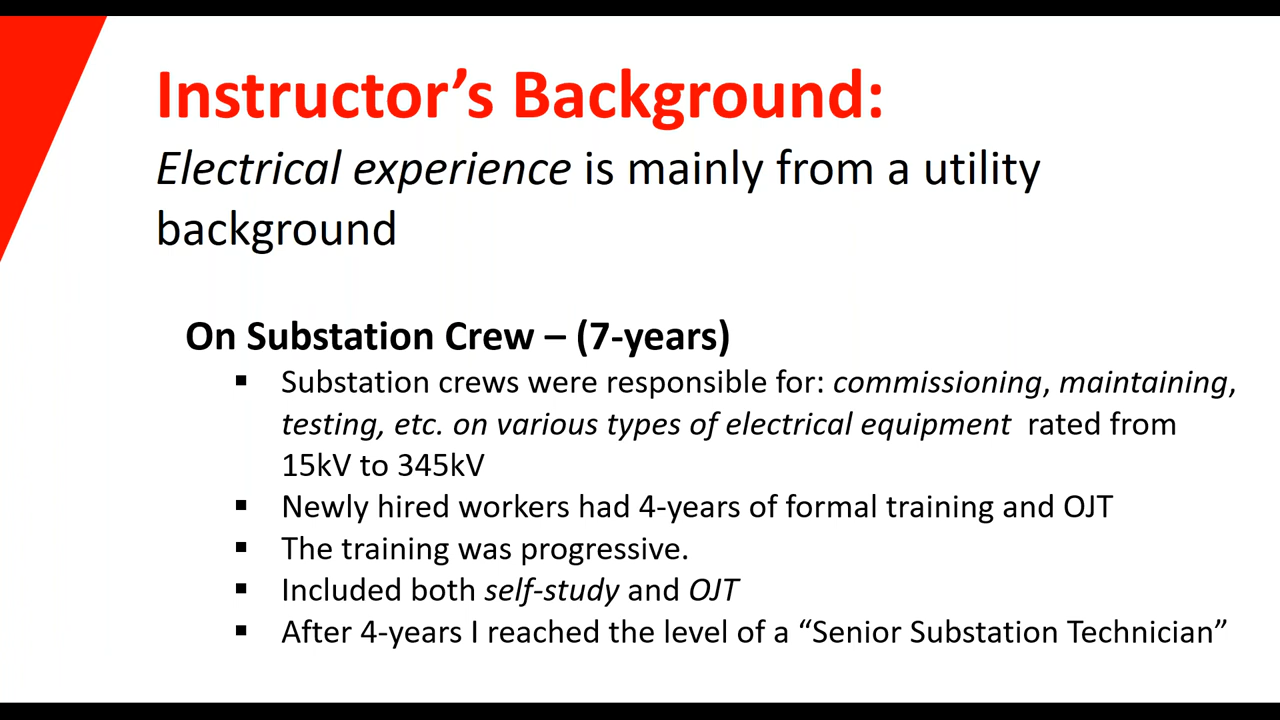 Instructor’s Background:
Electrical experience is mainly from a utility
background
On Substation Crew – (7-years)
▪ Substation crews were responsible for: commissioning, maintaining,
testing, etc. on various types of electrical equipment  rated from
15kV to 345kV
▪ Newly hired workers had 4-years of formal training and OJT
▪ The training was progressive.
▪ Included both self-study and OJT
▪ After 4-years I reached the level of a “Senior Substation Technician”